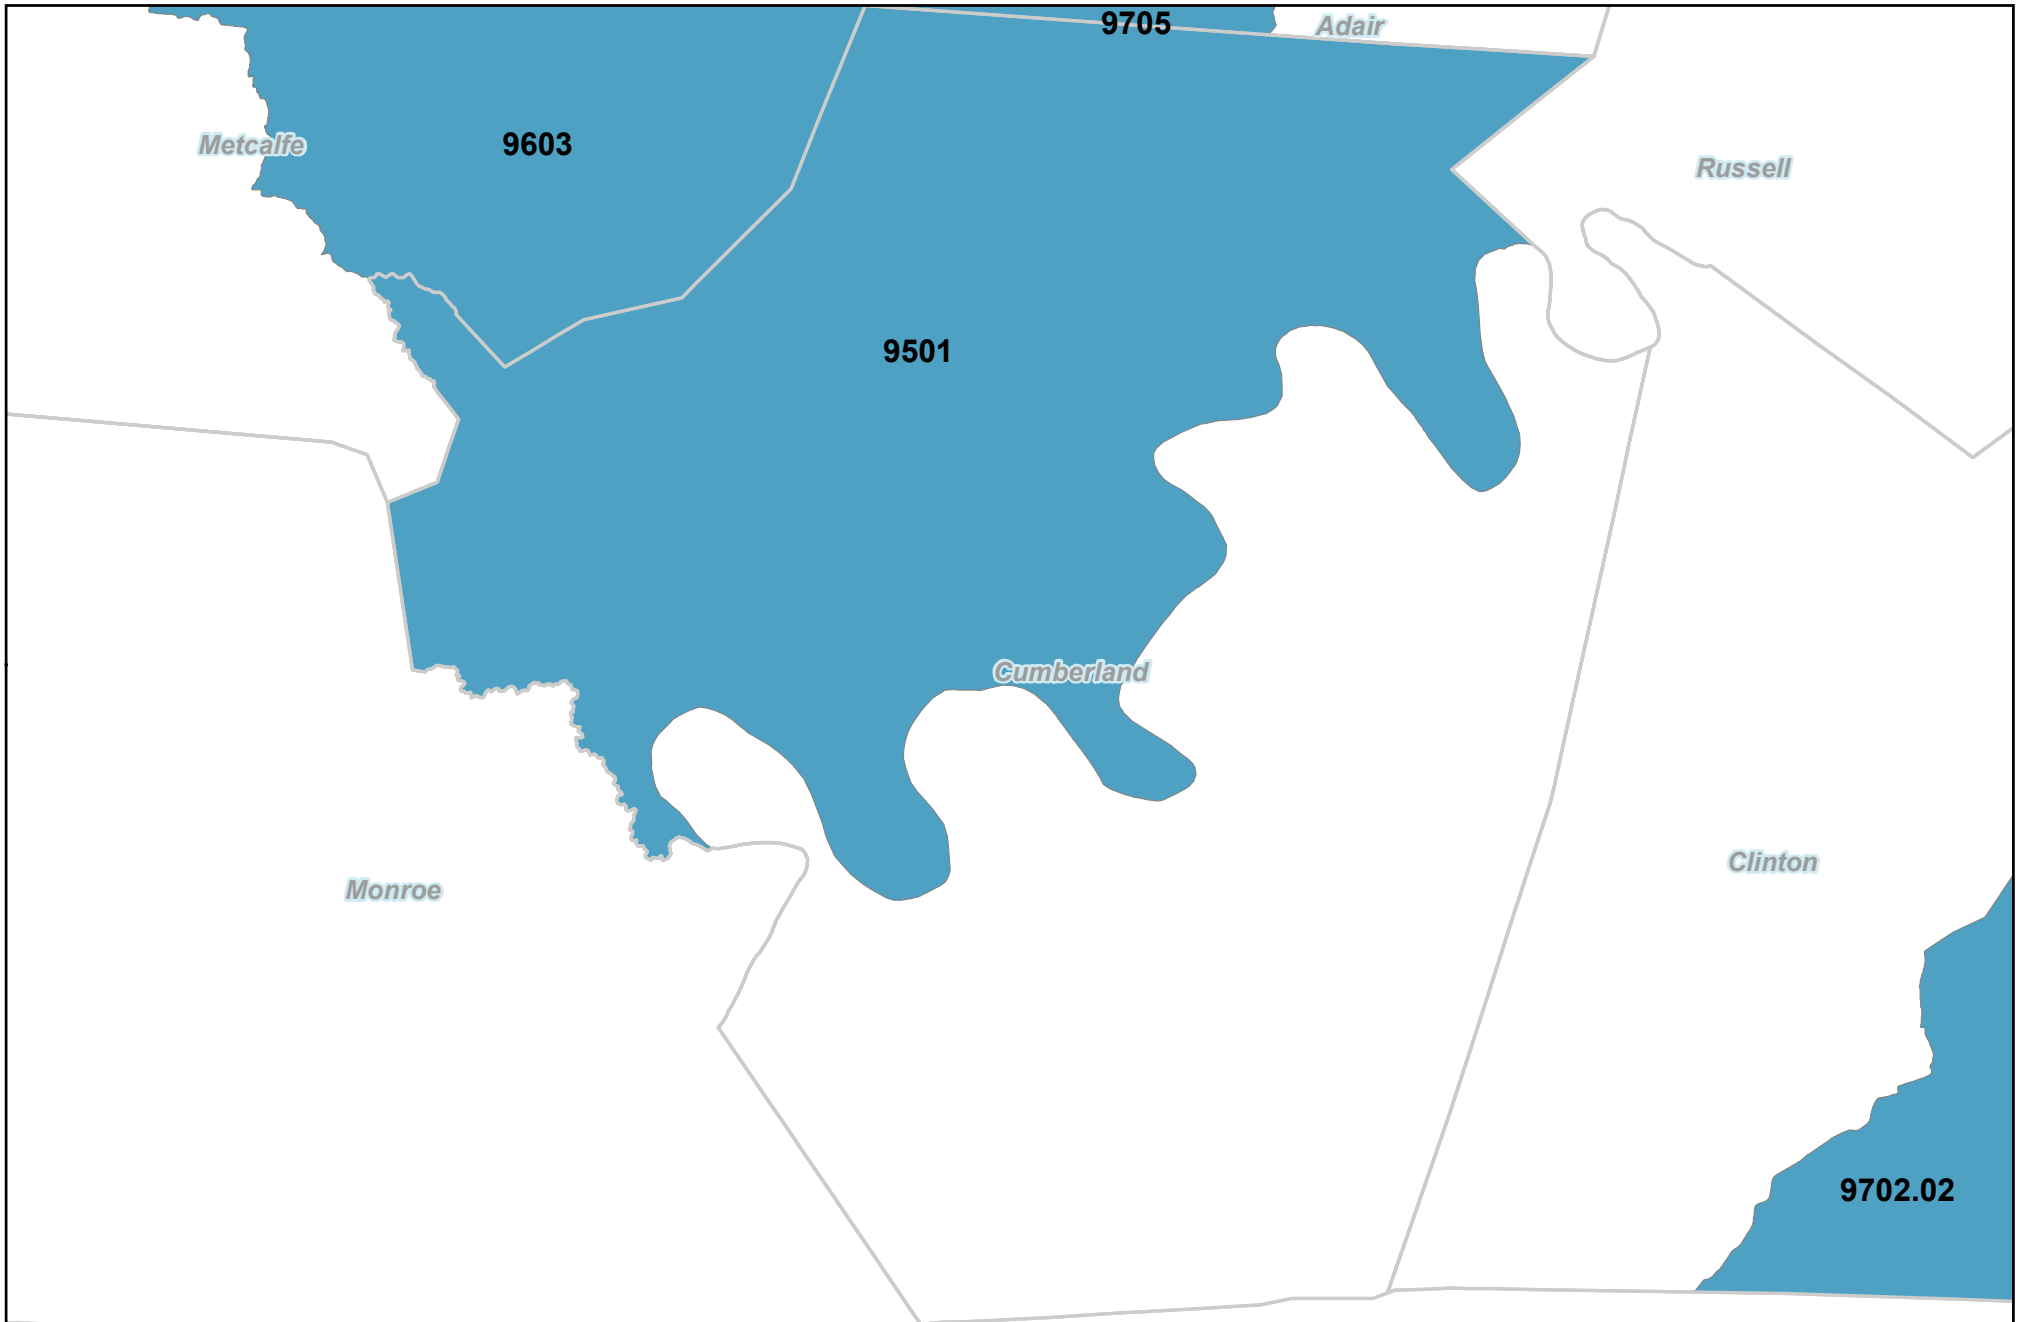 9705
Adair
Metcalfe
9603
Russell
9501
Cumberland
Monroe
Clinton
9702.02